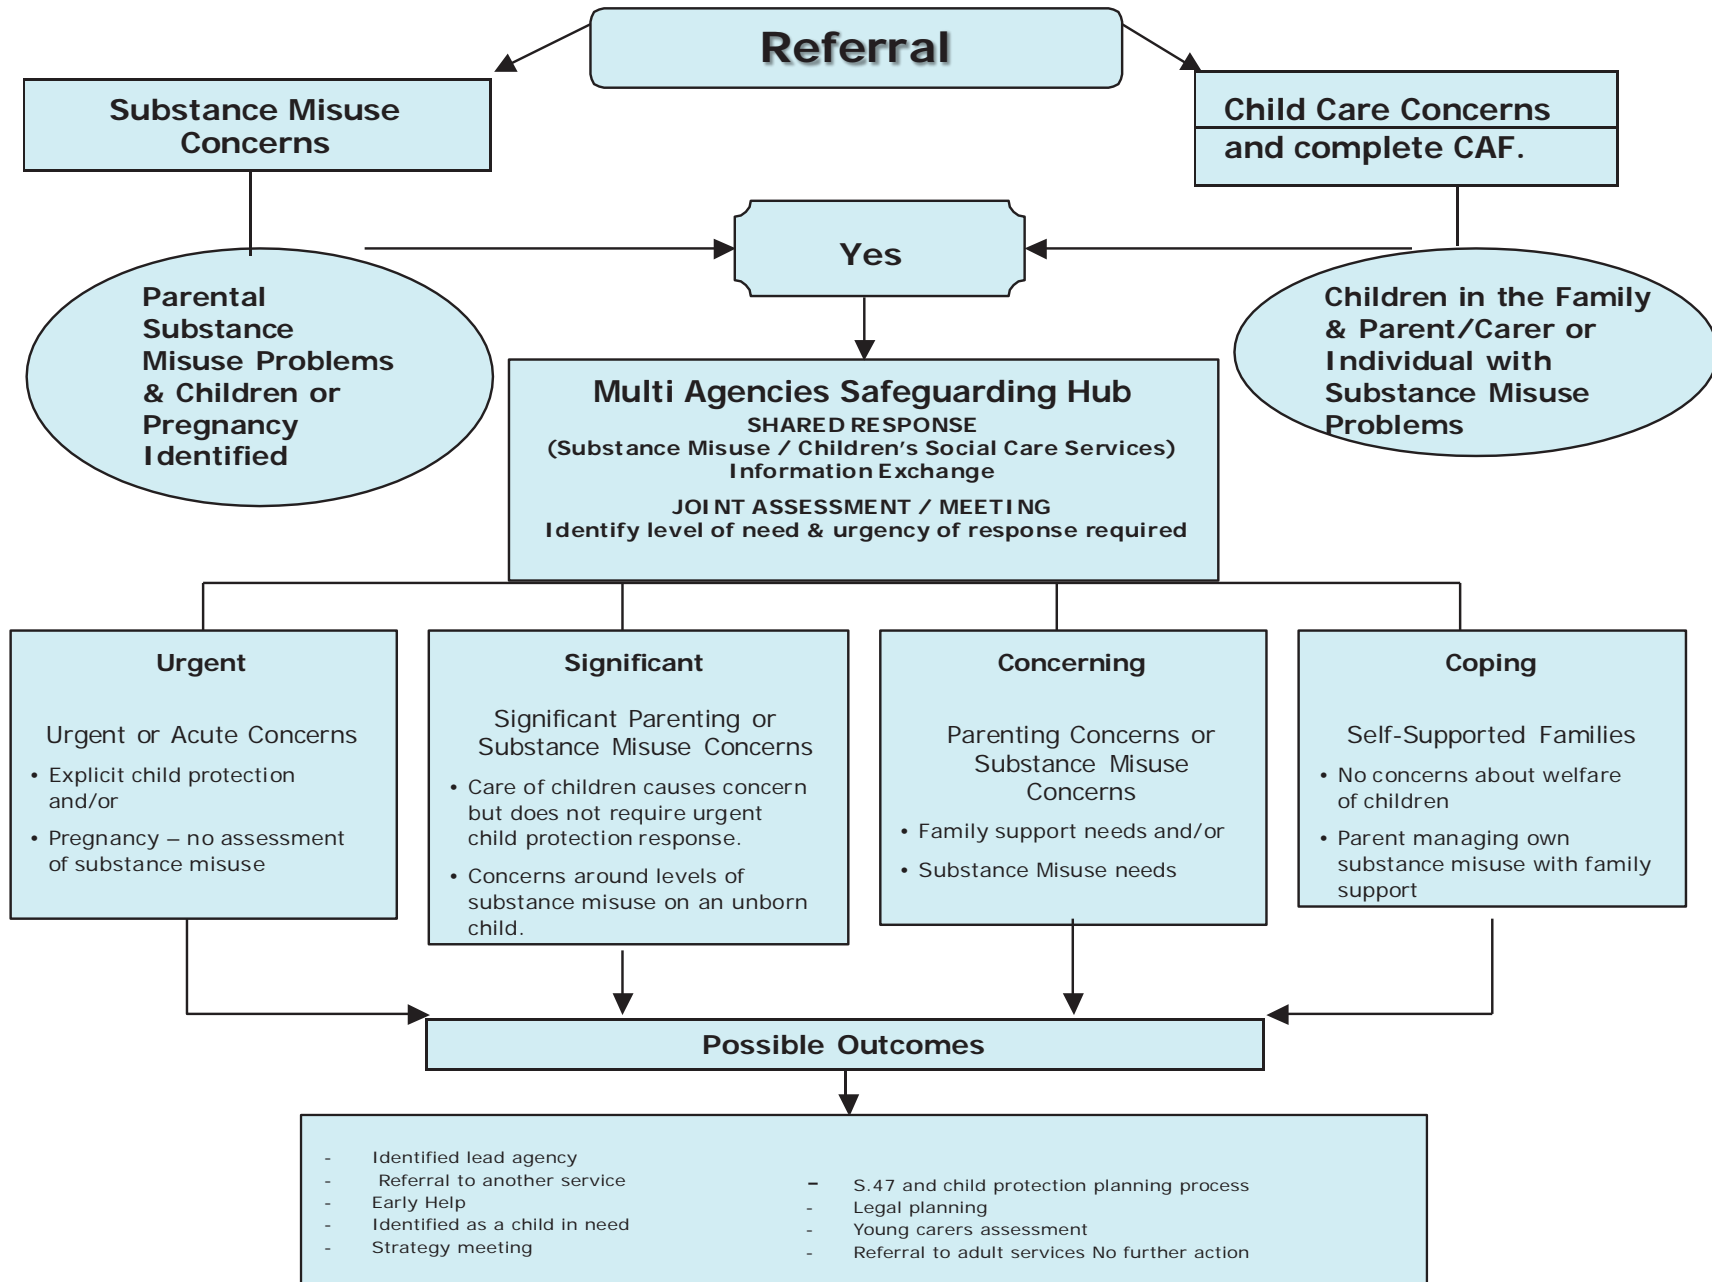 Referral
Substance Misuse
Concerns
Child Care Concerns
and complete CAF.
Yes
Parental
Substance
Misuse Problems
& Children or
Pregnancy
Identified
Children in the Family
& Parent/Carer or
Individual with
Substance Misuse
Problems
Multi Agencies Safeguarding Hub
SHARED RESPONSE
(Substance Misuse / Children's Social Care Services)
Information Exchange
JOINT ASSESSMENT / MEETING
Identify level of need & urgency of response required
Urgent
Urgent or Acute Concerns
• Explicit child protection
and/or
• Pregnancy – no assessment
of substance misuse
Significant
Significant Parenting or
Substance Misuse Concerns
• Care of children causes concern
but does not require urgent
child protection response.
• Concerns around levels of
substance misuse on an unborn
child.
Concerning
Parenting Concerns or
Substance Misuse
Concerns
• Family support needs and/or
• Substance Misuse needs
Coping
Self-Supported Families
• No concerns about welfare
of children
• Parent managing own
substance misuse with family
support
Possible Outcomes
- Identified lead agency
- Referral to another service
- Early Help
- Identified as a child in need
- Strategy meeting
– S.47 and child protection planning process
- Legal planning
- Young carers assessment
- Referral to adult services No further action